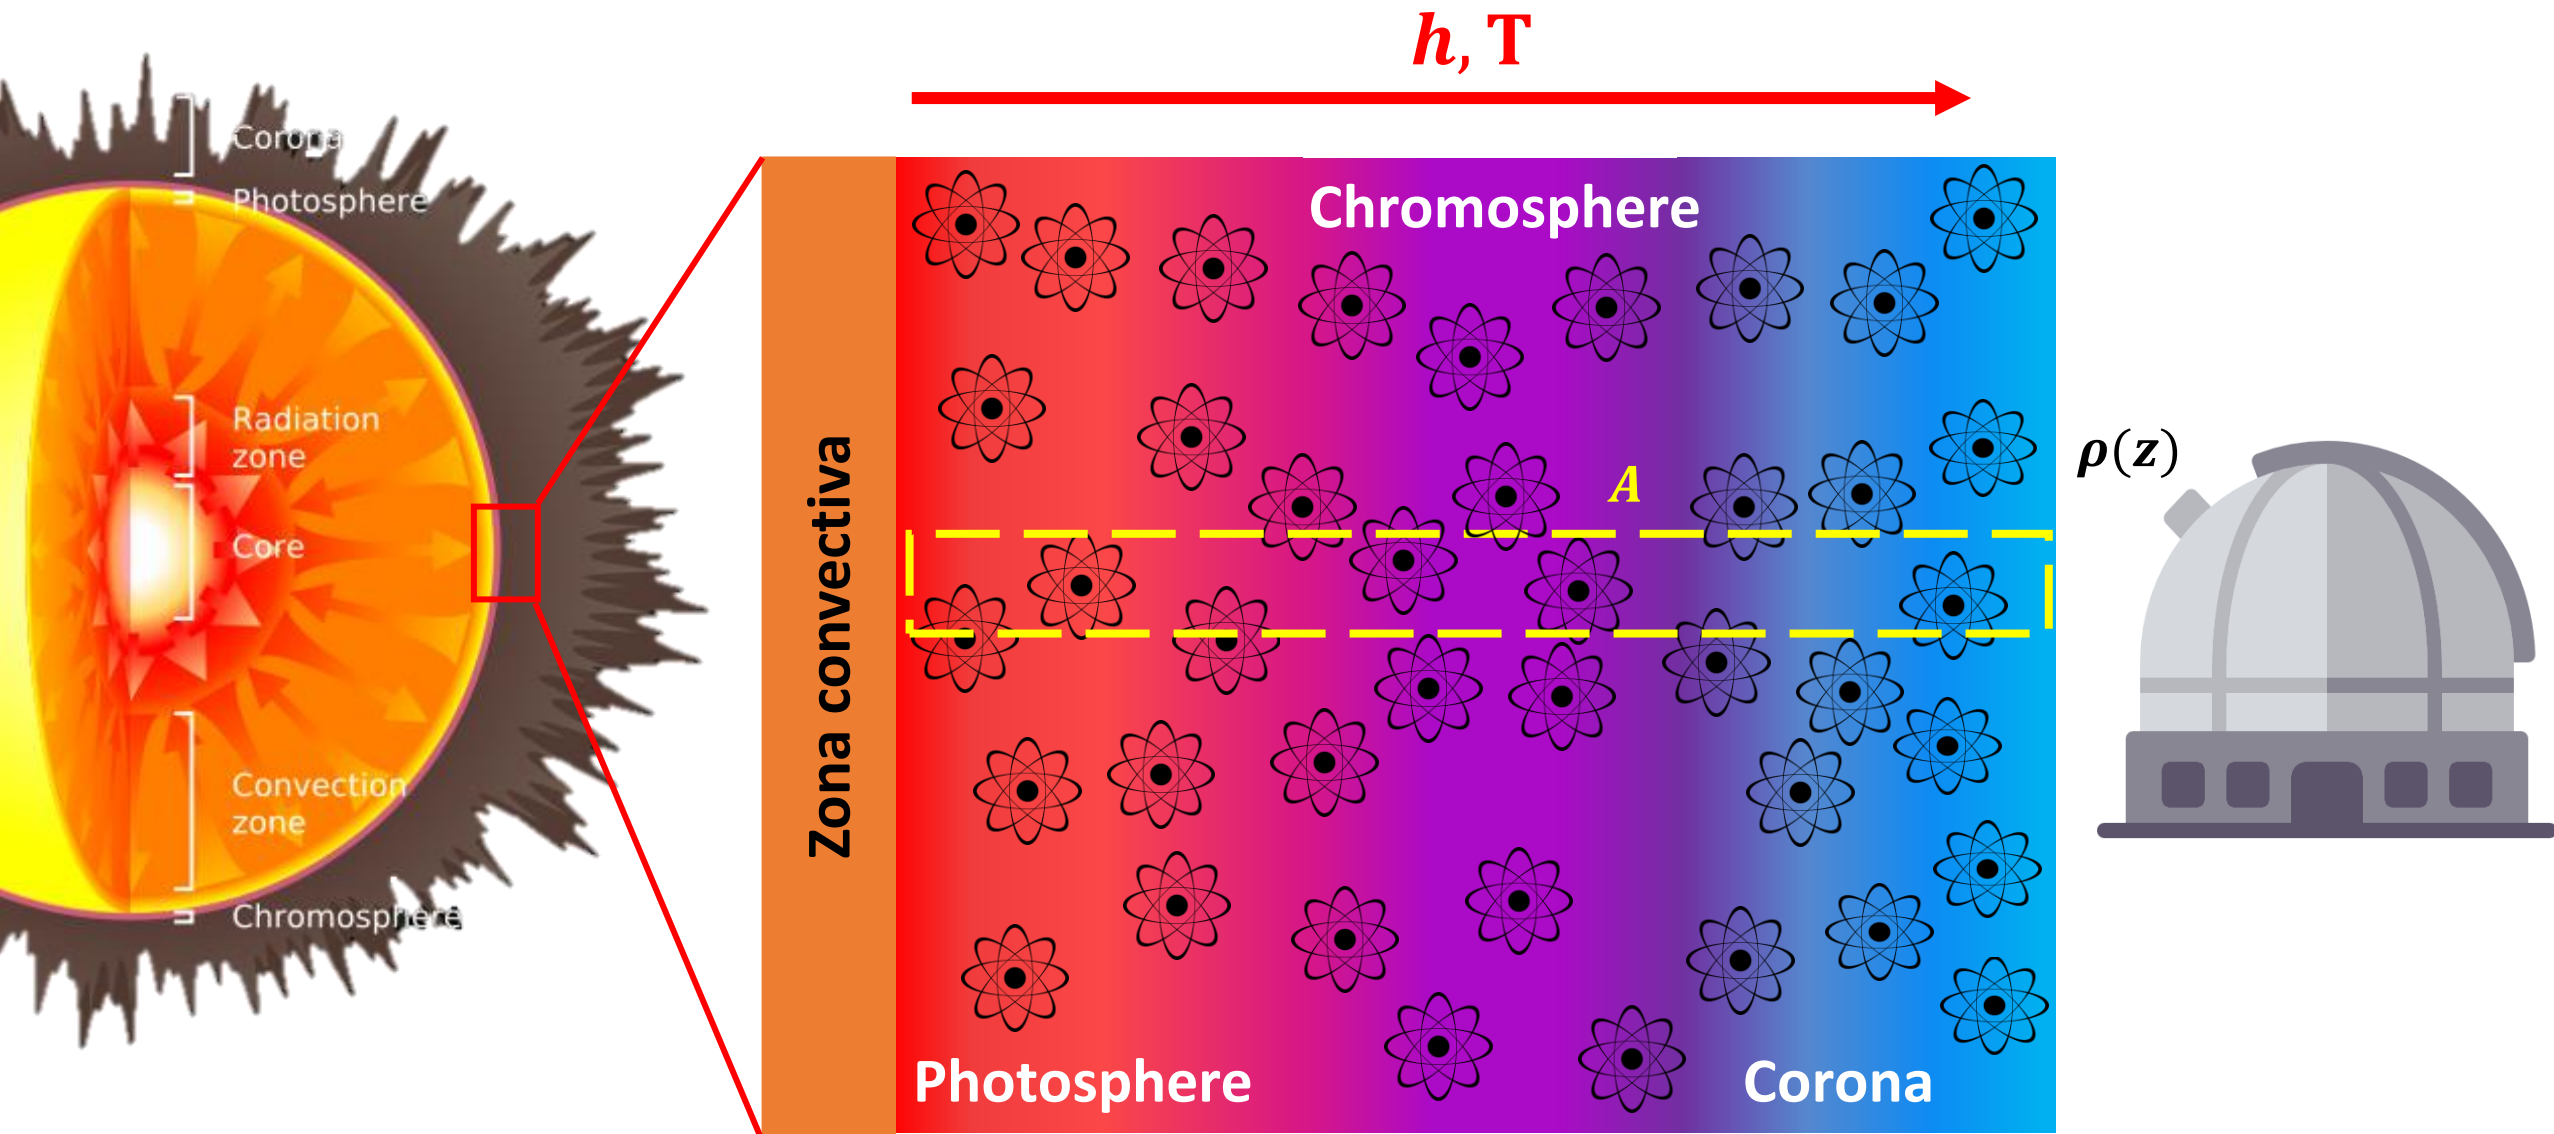 h, T
Corona
Photosphere
Radiation
zone
Core
Convection
zone
Chromosphere
Zona convectiva
Chromosphere
A
Photosphere
Corona
ρ(z)